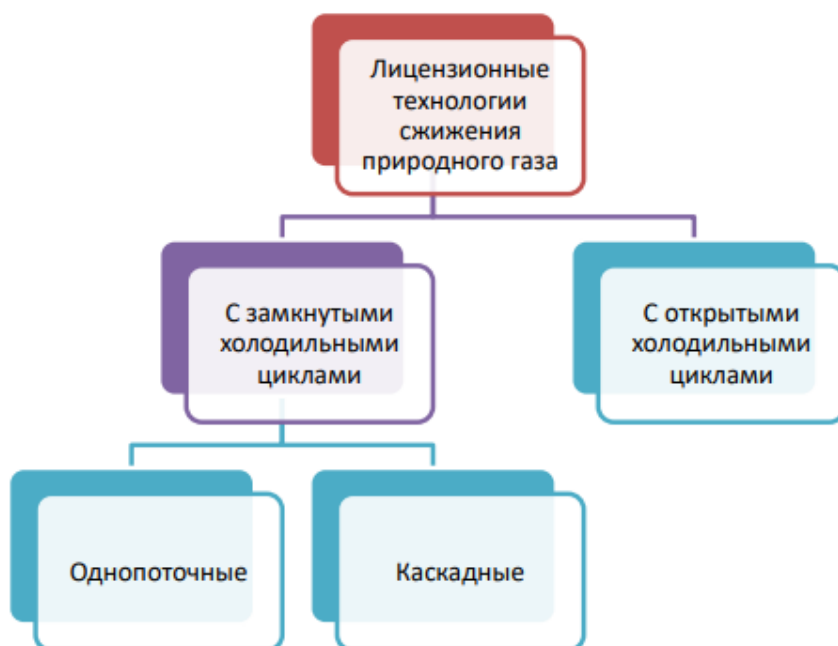 Лицензионные
технологии
сжижения
природного газа
С замкнутыми
холодильными
циклами
С открытыми
холодильными
циклами
Однопоточные
Каскадные